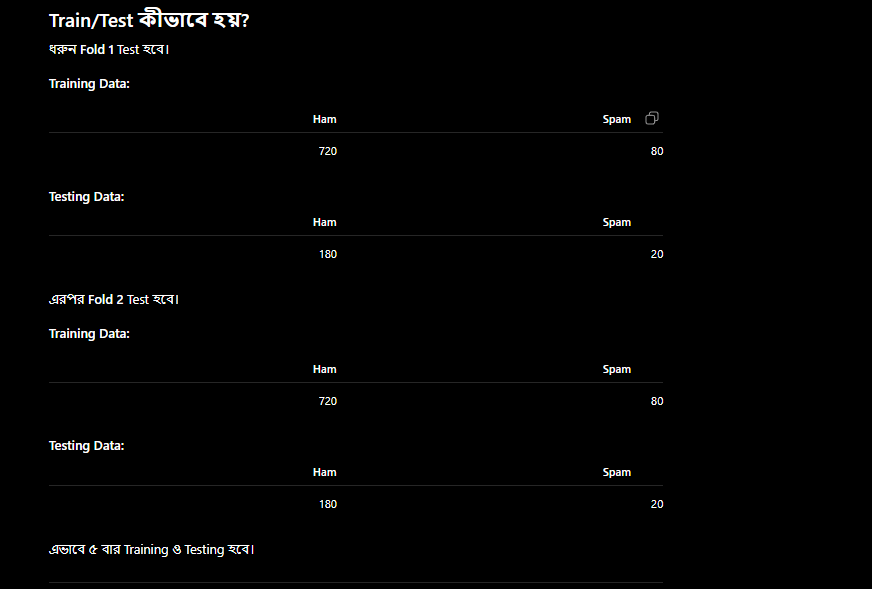 Train/Test কীভাবে হয়?
ধরুন Fold 1 Test হবে।
Training Data:
Ham Spam
720 80
Testing Data:
Ham Spam
180 20
এরপর Fold 2 Test হবে।
Training Data:
Ham Spam
720 80
Testing Data:
Ham Spam
180 20
এভাবে ৫ বার Training ও Testing হবে।